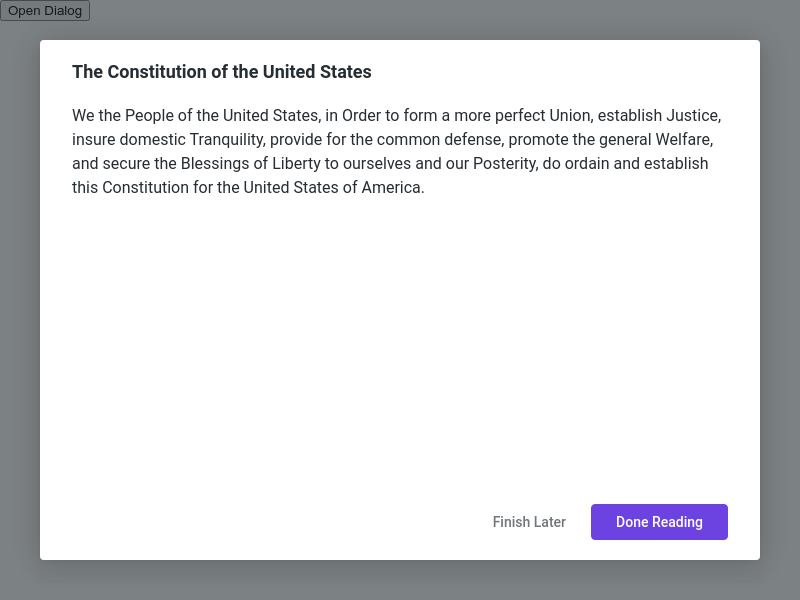 Open Dialog
The Constitution of the United States
We the People of the United States, in Order to form a more perfect Union, establish Justice,
insure domestic Tranquility, provide for the common defense, promote the general Welfare,
and secure the Blessings of Liberty to ourselves and our Posterity, do ordain and establish
this Constitution for the United States of America.
Finish Later
Done Reading